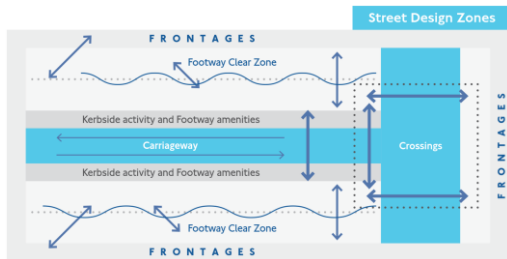 Street Design Zones
FRONTAGES
Footway Clear Zone
Kerbside activity and Footway amenities
Carriageway
Crossings
FRONTAGES
Kerbside activity and Footway amenities
Footway Clear Zone
FRONTAGES